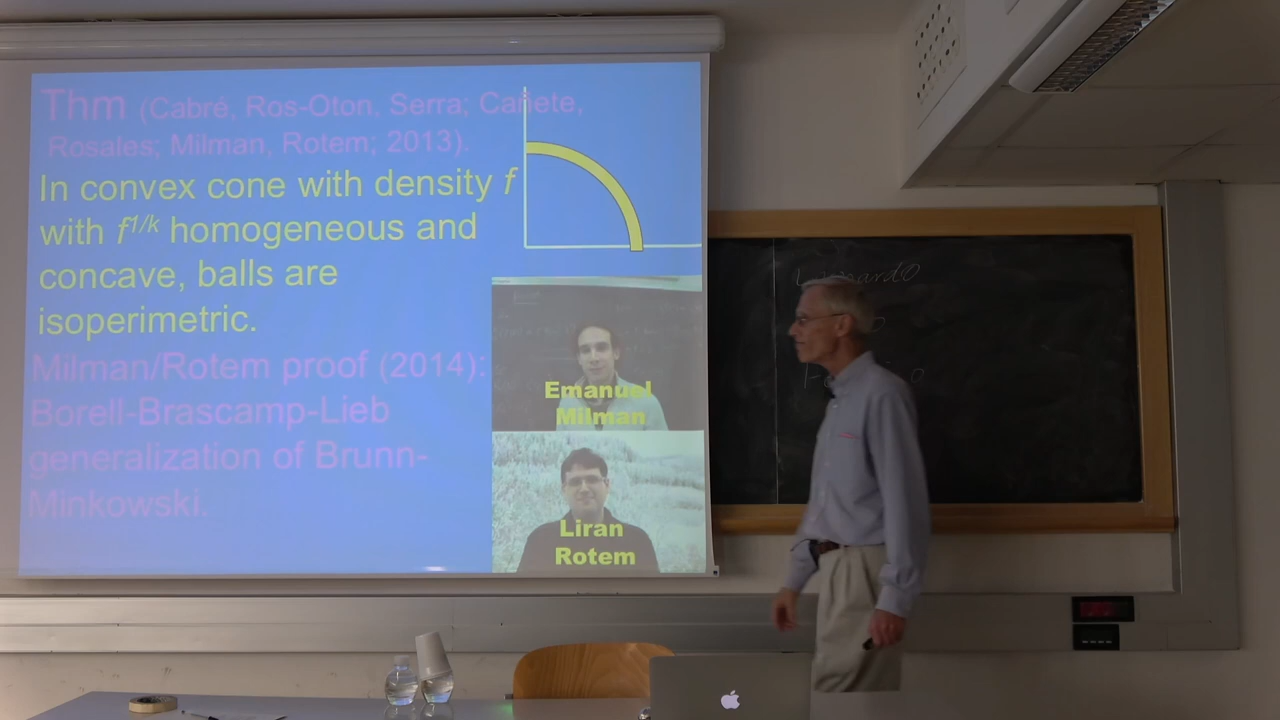 Thm (Cabré, Ros-Oton, Serra; Cañete,
Rosales; Milman, Rotem; 2013).
In convex cone with density f
with f^1/k homogeneous and
concave, balls are
isoperimetric.
Milman/Rotem proof (2014):
Borell-Brascamp-Lieb
generalization of Brunn-
Minkowski.
Emanuel
Milman
Liran
Rotem